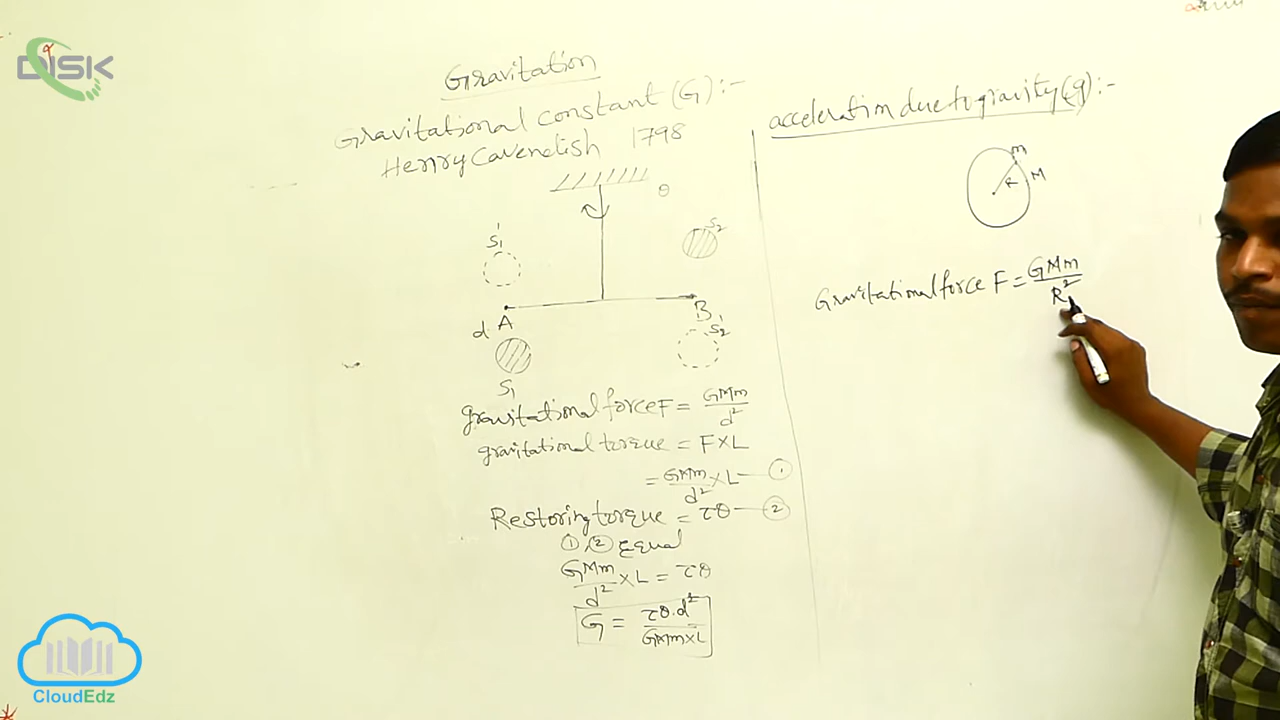 DISK
Gravitation
Gravitational constant (G):-
Henry Cavendish 1798
θ
S₁'
S₂
A
B
d
S₂'
S₁
gravitational force F = GMm/d²
gravitational torque = F×L
= GMm/d² ×L — ①
Restoring torque = τθ — ②
①, ② equal
GMm/d² × L = τθ
G = τθ.d²/GMm×L
acceleration due to gravity (g):-
m
R
M
Gravitational force F = GMm/R²
CloudEdz